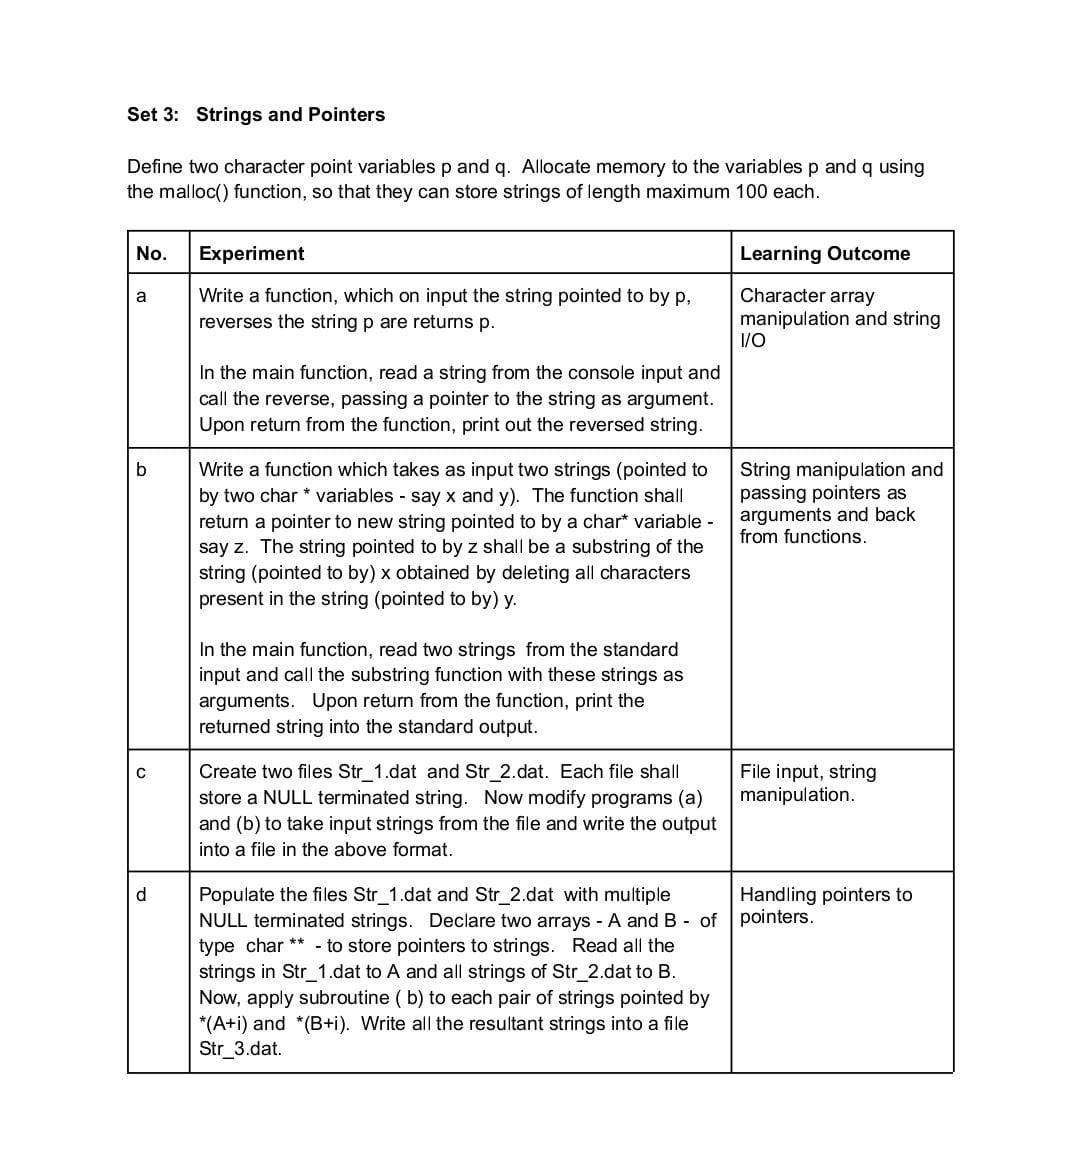 Set 3: Strings and Pointers
Define two character point variables p and q. Allocate memory to the variables p and q using
the malloc() function, so that they can store strings of length maximum 100 each.
No. Experiment Learning Outcome
a
Write a function, which on input the string pointed to by p,
reverses the string p are returns p.
In the main function, read a string from the console input and
call the reverse, passing a pointer to the string as argument.
Upon return from the function, print out the reversed string.
Character array
manipulation and string
I/O
b
Write a function which takes as input two strings (pointed to
by two char * variables - say x and y). The function shall
return a pointer to new string pointed to by a char* variable -
say z. The string pointed to by z shall be a substring of the
string (pointed to by) x obtained by deleting all characters
present in the string (pointed to by) y.
In the main function, read two strings from the standard
input and call the substring function with these strings as
arguments. Upon return from the function, print the
returned string into the standard output.
String manipulation and
passing pointers as
arguments and back
from functions.
c
Create two files Str_1.dat and Str_2.dat. Each file shall
store a NULL terminated string. Now modify programs (a)
and (b) to take input strings from the file and write the output
into a file in the above format.
File input, string
manipulation.
d
Populate the files Str_1.dat and Str_2.dat with multiple
NULL terminated strings. Declare two arrays - A and B - of
type char ** - to store pointers to strings. Read all the
strings in Str_1.dat to A and all strings of Str_2.dat to B.
Now, apply subroutine ( b) to each pair of strings pointed by
*(A+i) and *(B+i). Write all the resultant strings into a file
Str_3.dat.
Handling pointers to
pointers.